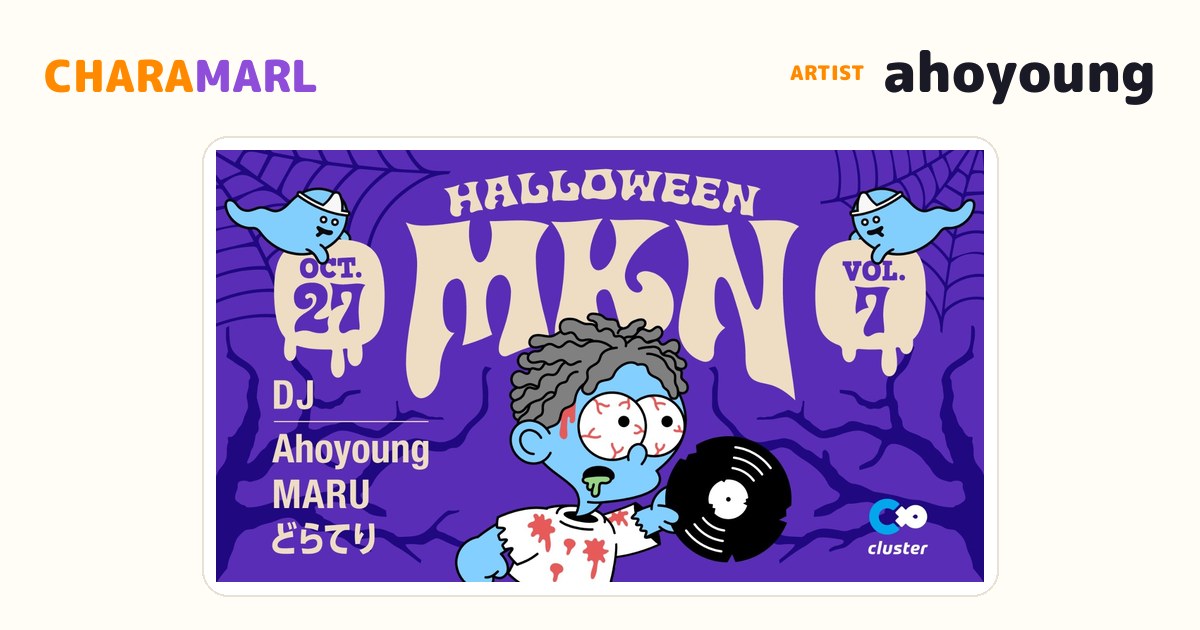 CHARAMARL
ARTIST ahoyoung
HALLOWEEN
MKN
OCT.
27
VOL.
7
DJ
Ahoyoung
MARU
どらてり
cluster